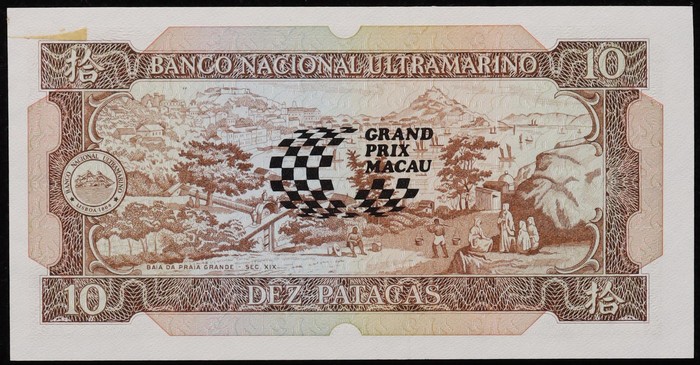 拾 BANCO NACIONAL ULTRAMARINO 10
GRAND
PRIX
MACAU
BANCO NACIONAL ULTRAMARINO
LISBOA 1864
BAIA DA PRAIA GRANDE - SEC. XIX
10 DEZ PATACAS 拾